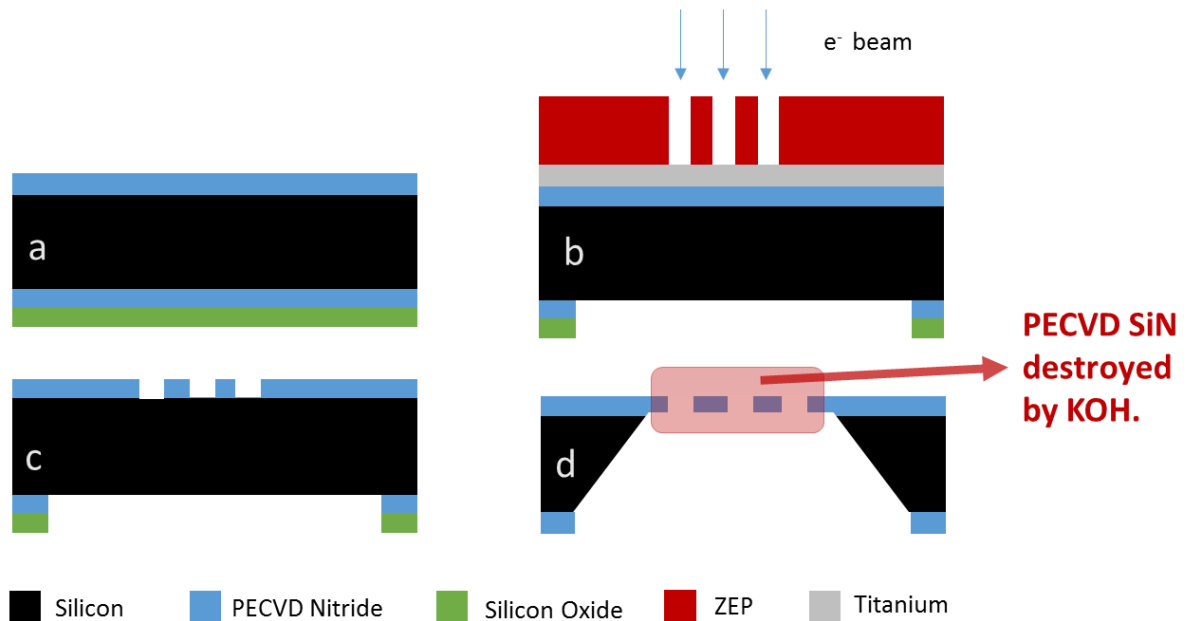 e- beam
a
b
PECVD SiN
destroyed
by KOH.
c
d
Silicon
PECVD Nitride
Silicon Oxide
ZEP
Titanium